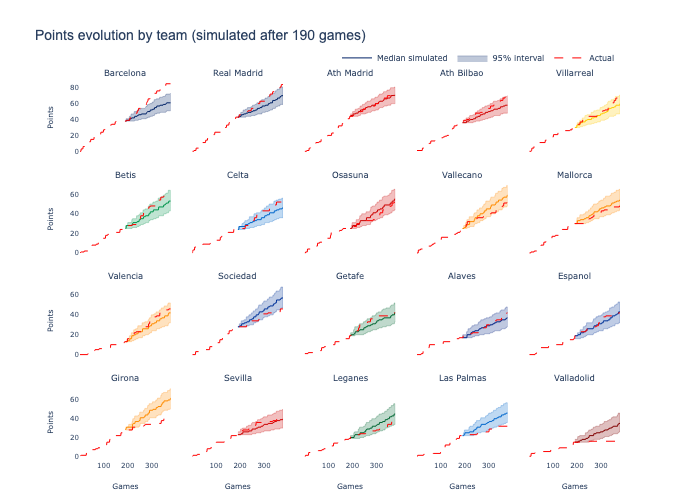 Points evolution by team (simulated after 190 games)
Median simulated 95% interval Actual
Barcelona Real Madrid Ath Madrid Ath Bilbao Villarreal
80
60
40
20
0
Points
Betis Celta Osasuna Vallecano Mallorca
60
40
20
0
Points
Valencia Sociedad Getafe Alaves Espanol
60
40
20
0
Points
Girona Sevilla Leganes Las Palmas Valladolid
60
40
20
0
Points
100 200 300 100 200 300 100 200 300 100 200 300 100 200 300
Games Games Games Games Games